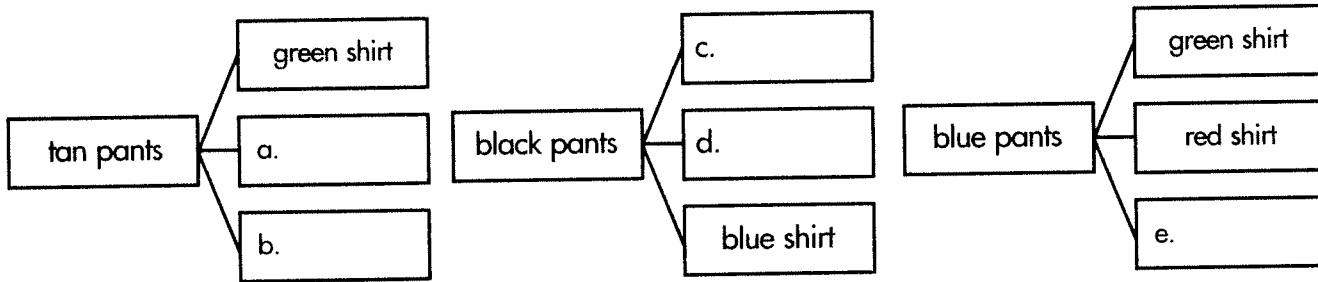 tan pants
green shirt
a.
b.
black pants
c.
d.
blue shirt
blue pants
green shirt
red shirt
e.